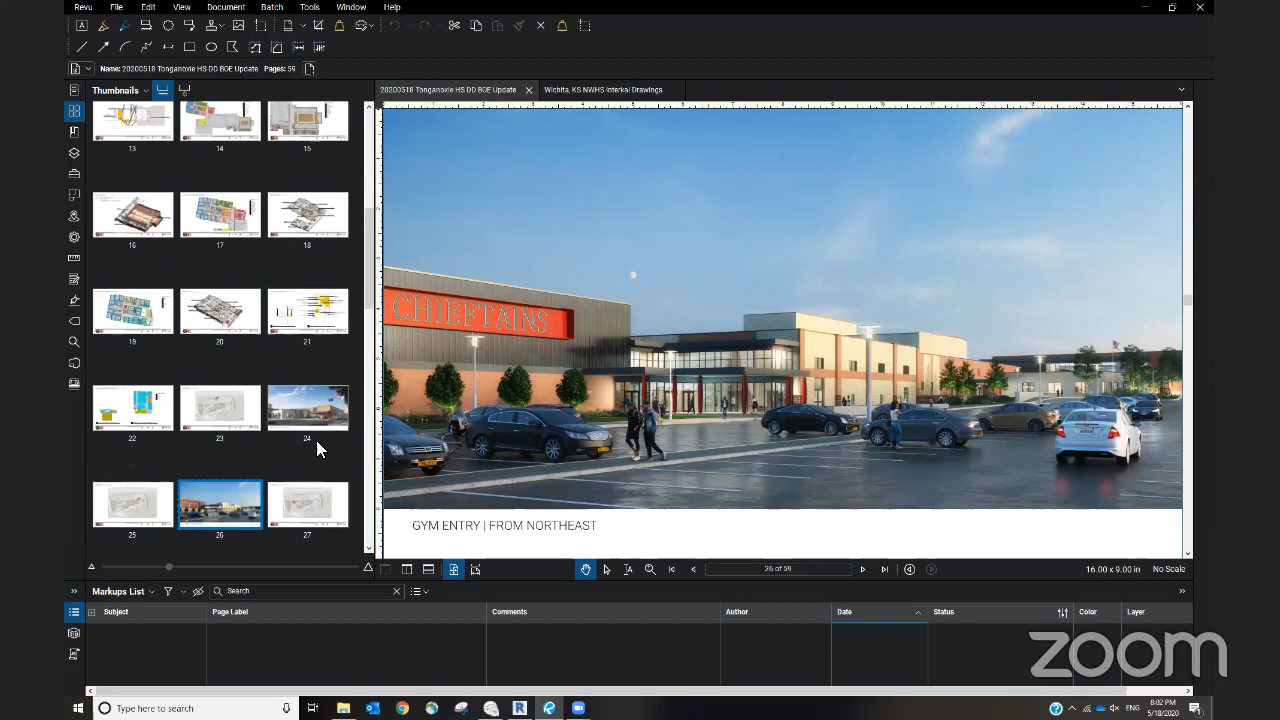 Revu File Edit View Document Batch Tools Window Help
Name: 20200518 Tonganoxie HS DD BOE Update Pages: 59
Thumbnails
20200518 Tonganoxie HS DD BOE Update
Wichita, KS NWHS Interkal Drawings
13 14 15
16 17 18
19 20 21
22 23 24
25 26 27
CHIEFTAINS
GYM ENTRY | FROM NORTHEAST
26 of 59
16.00 x 9.00 in
No Scale
Markups List
Search
Subject Page Label Comments Author Date Status Color Layer
zoom
Type here to search
ENG
8:02 PM
5/18/2020